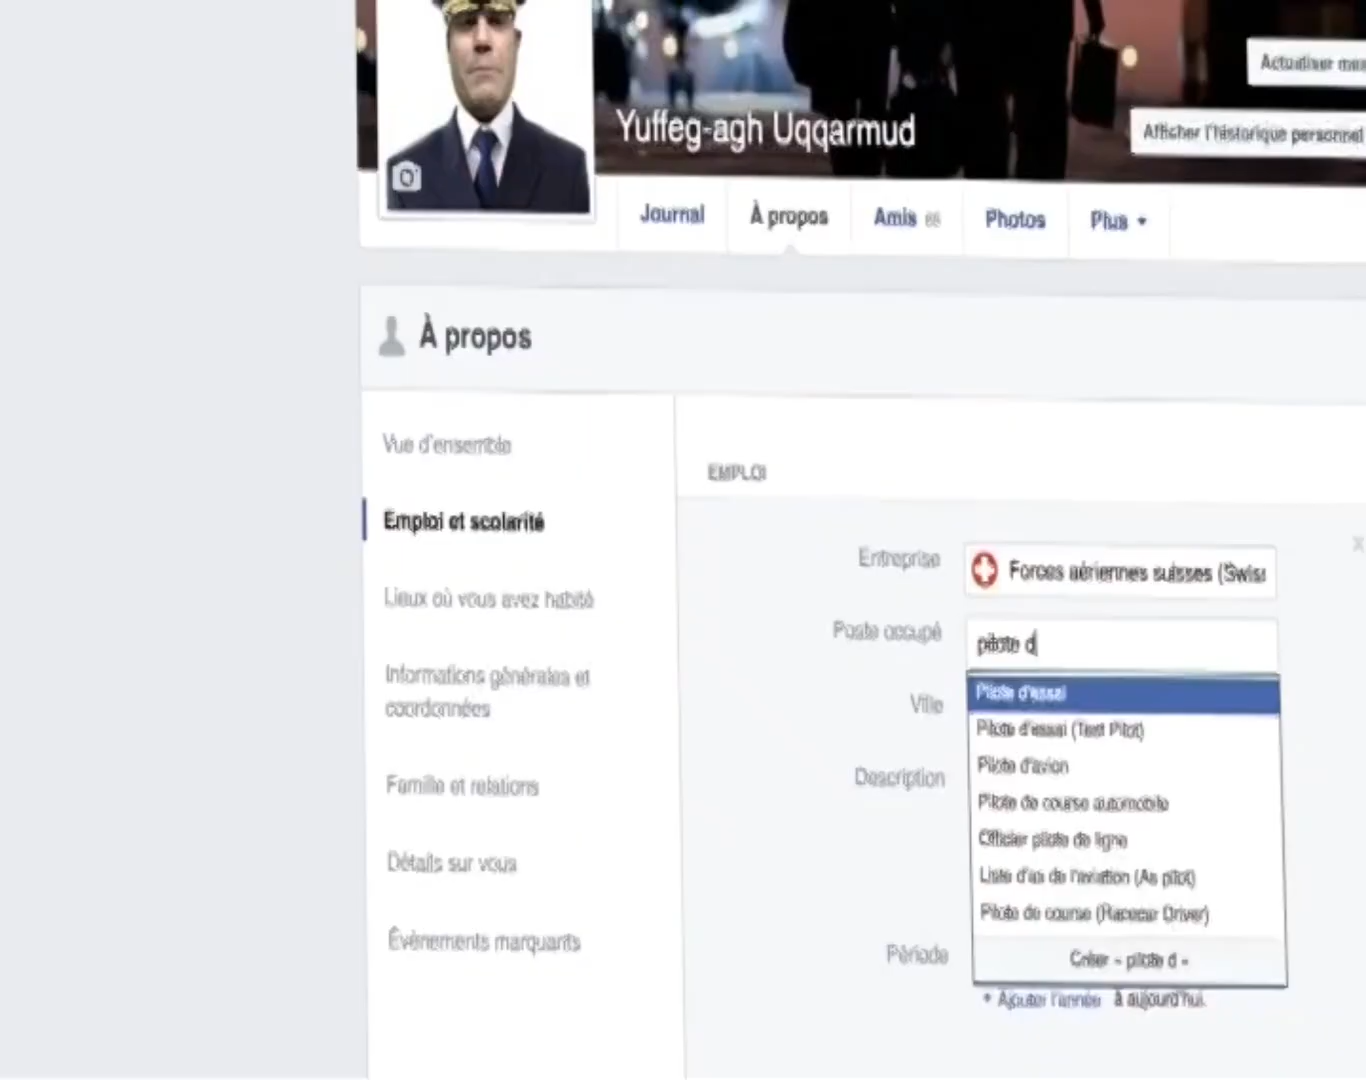 Actualiser mes
Yuffeg-agh Uqqarmud
Afficher l'historique personnel
Journal
À propos
Amis
Photos
Plus
À propos
Vue d'ensemble
EMPLOI
Emploi et scolarité
Entreprise
Forces aériennes suisses (Swiss
Lieux où vous avez habité
Poste occupé
pilote d
Informations générales et
coordonnées
Ville
Pilote d'essai
Pilote d'essai (Test Pilot)
Pilote d'avion
Famille et relations
Description
Pilote de course automobile
Officier pilote de ligne
Détails sur vous
Liste d'as de l'aviation (As pilot)
Pilote de course (Racecar Driver)
Évènements marquants
Période
Créer « pilote d »
+ Ajouter l'année à aujourd'hui.